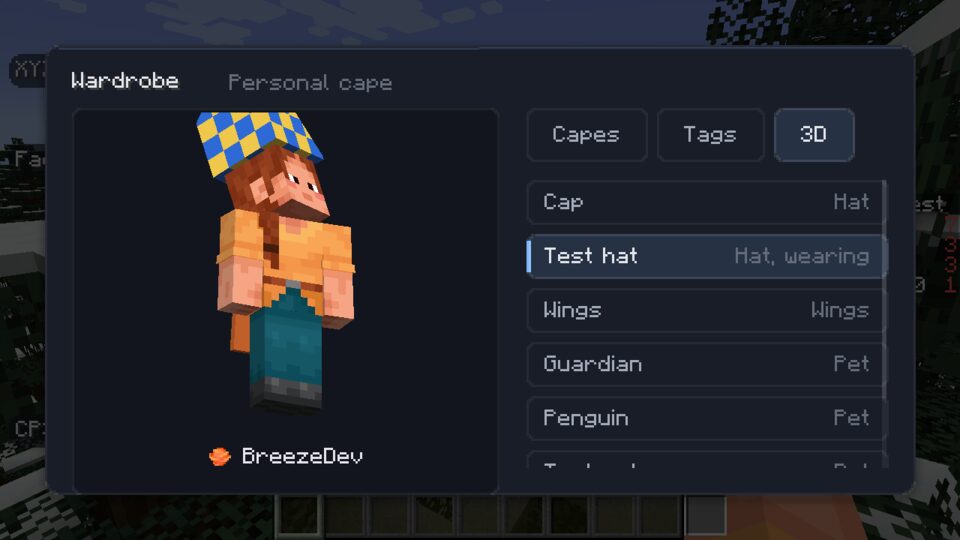 XYZ
Wardrobe
Personal cape
Capes
Tags
3D
Cap
Hat
Test hat
Hat, wearing
Wings
Wings
Guardian
Pet
Penguin
Pet
BreezeDev